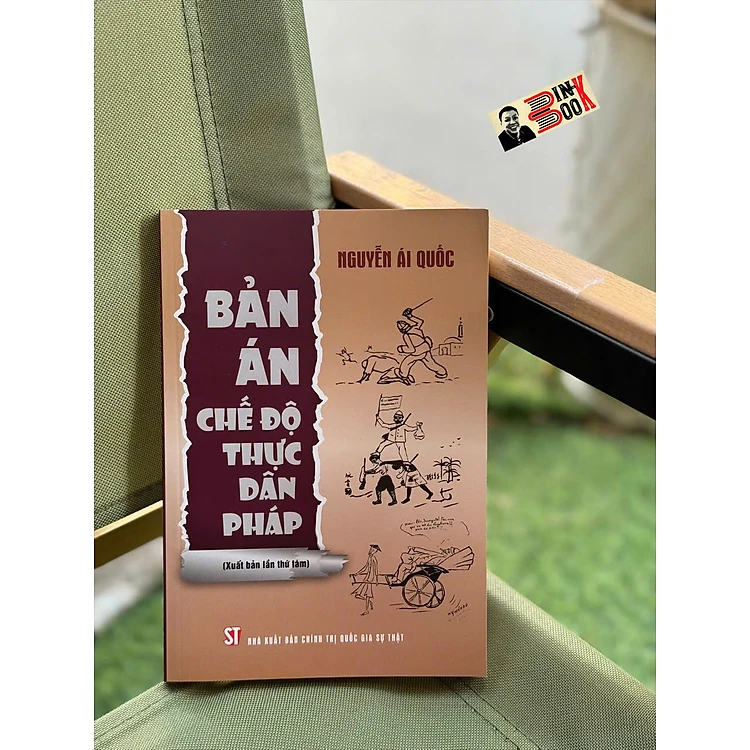 BIN-
BOOK
NGUYỄN ÁI QUỐC
BẢN
ÁN
CHẾ ĐỘ
THỰC
DÂN
PHÁP
(Xuất bản lần thứ tám)
ST NHÀ XUẤT BẢN CHÍNH TRỊ QUỐC GIA SỰ THẬT